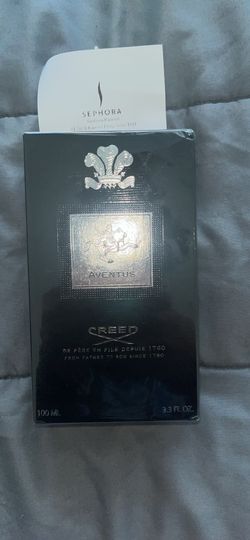 SEPHORA
AVENTUS
CREED
DE PÈRE EN FILS DEPUIS 1760
FROM FATHER TO SON SINCE 1760
100 ML
3.3 FL.OZ.